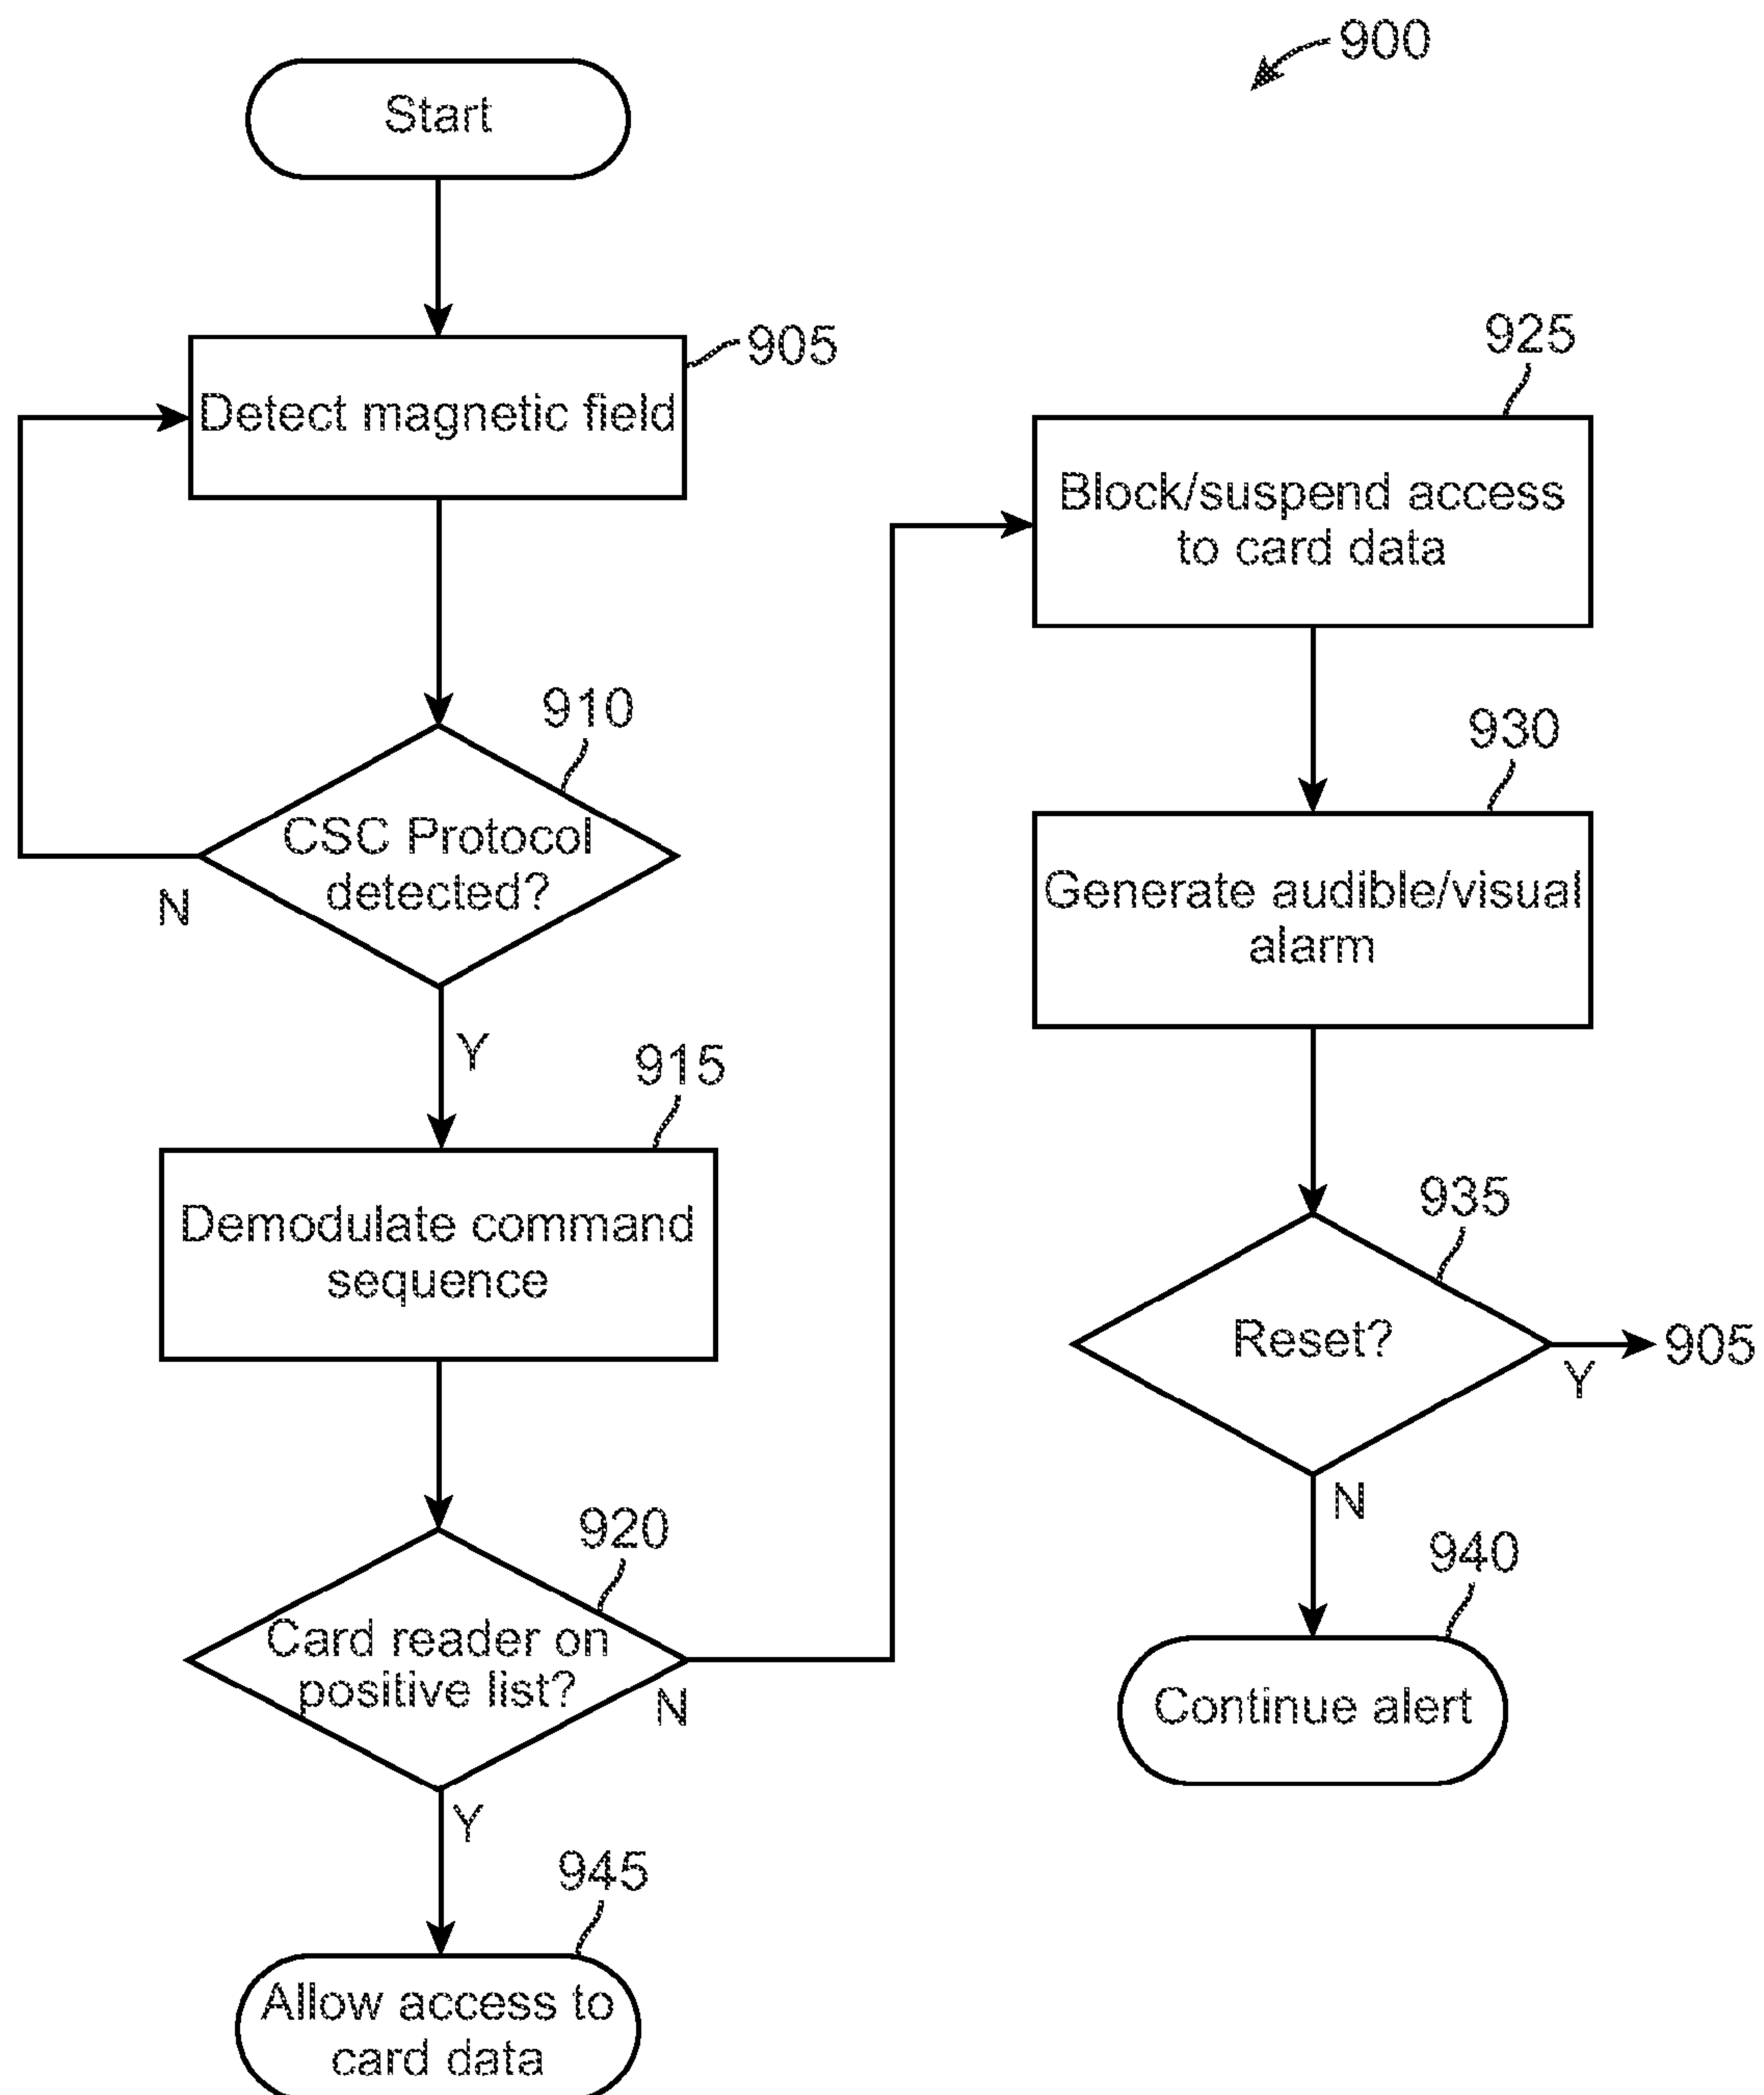 900
Start
905
Detect magnetic field
910
CSC Protocol
detected?
N
Y
915
Demodulate command
sequence
920
Card reader on
positive list?
N
Y
945
Allow access to
card data
925
Block/suspend access
to card data
930
Generate audible/visual
alarm
935
Reset?
Y
905
N
940
Continue alert